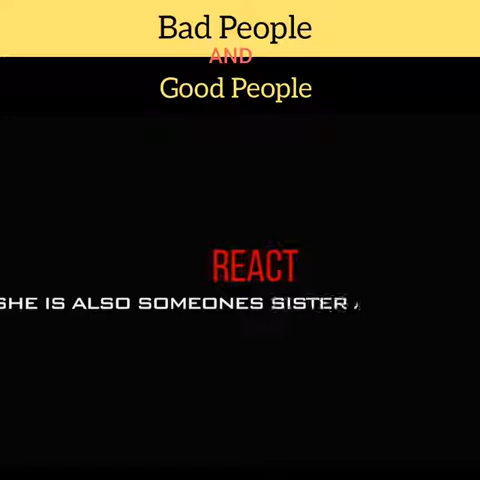 Bad People
AND
Good People
REACT
SHE IS ALSO SOMEONES SISTER